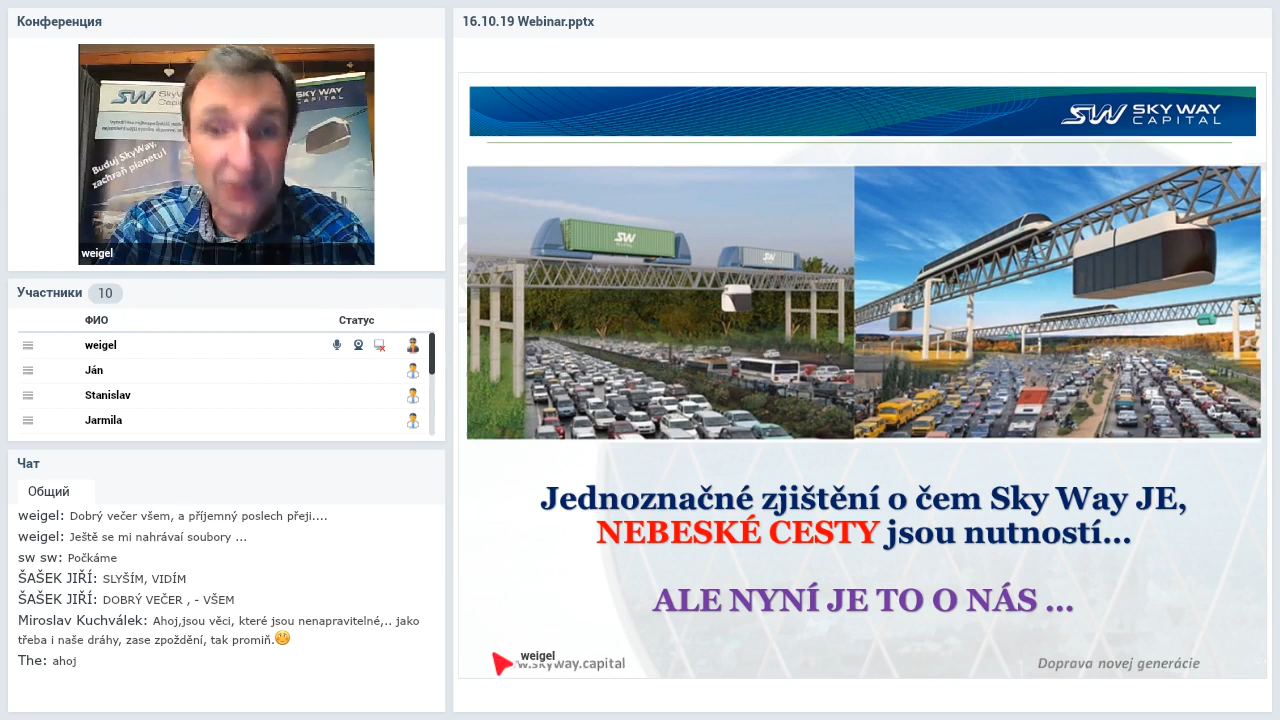 Конференция
SW SkyWay
Capital
SKY WAY
CAPITAL
Buduj SkyWay,
zachraň planetu!
weigel
Участники 10
ФИО Статус
weigel
Ján
Stanislav
Jarmila
Чат
Общий
weigel: Dobrý večer všem, a příjemný poslech přeji....
weigel: Ještě se mi nahrávaí soubory ...
sw sw: Počkáme
ŠAŠEK JIŘÍ: SLYŠÍM, VIDÍM
ŠAŠEK JIŘÍ: DOBRÝ VEČER , - VŠEM
Miroslav Kuchválek: Ahoj,jsou věci, které jsou nenapravitelné,.. jako
třeba i naše dráhy, zase zpoždění, tak promiň.
The: ahoj
16.10.19 Webinar.pptx
SW SKY WAY
CAPITAL
SW
SW
Jednoznačné zjištění o čem Sky Way JE,
NEBESKÉ CESTY jsou nutností...
ALE NYNÍ JE TO O NÁS ...
weigel
w.skyway.capital
Doprava novej generácie